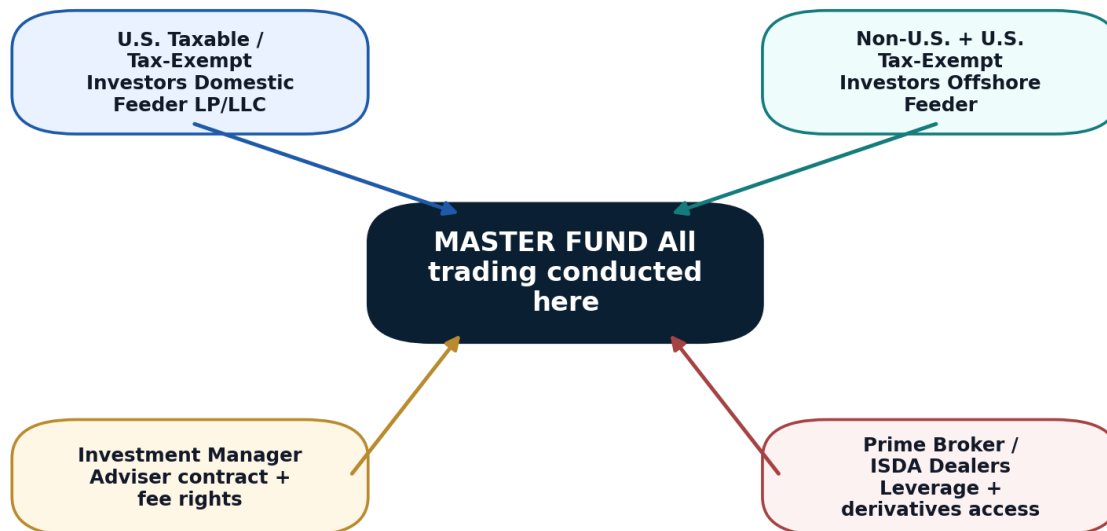 U.S. Taxable /
Tax-Exempt
Investors Domestic
Feeder LP/LLC
Non-U.S. + U.S.
Tax-Exempt
Investors Offshore
Feeder
MASTER FUND All
trading conducted
here
Investment Manager
Adviser contract +
fee rights
Prime Broker /
ISDA Dealers
Leverage +
derivatives access